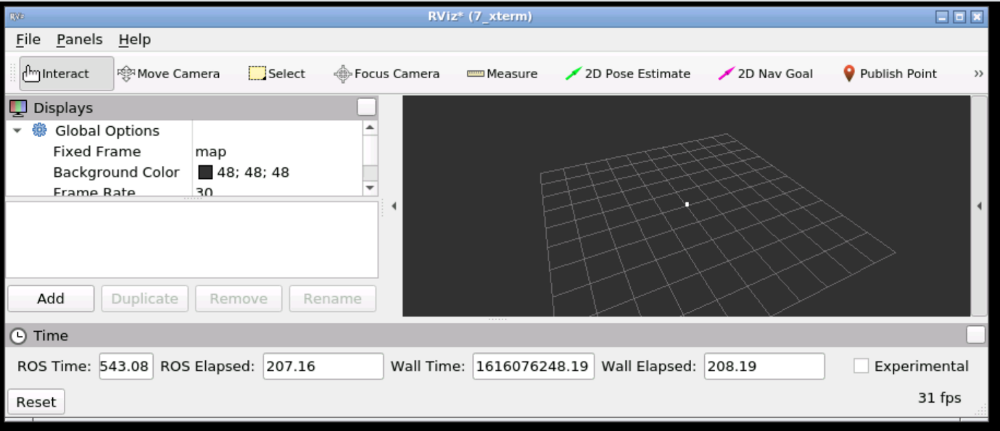 RViz* (7_xterm)
File Panels Help
Interact Move Camera Select Focus Camera Measure 2D Pose Estimate 2D Nav Goal Publish Point »
Displays
Global Options
Fixed Frame map
Background Color 48; 48; 48
Frame Rate 30
Add Duplicate Remove Rename
Time
ROS Time: 543.08 ROS Elapsed: 207.16 Wall Time: 1616076248.19 Wall Elapsed: 208.19 Experimental
Reset 31 fps